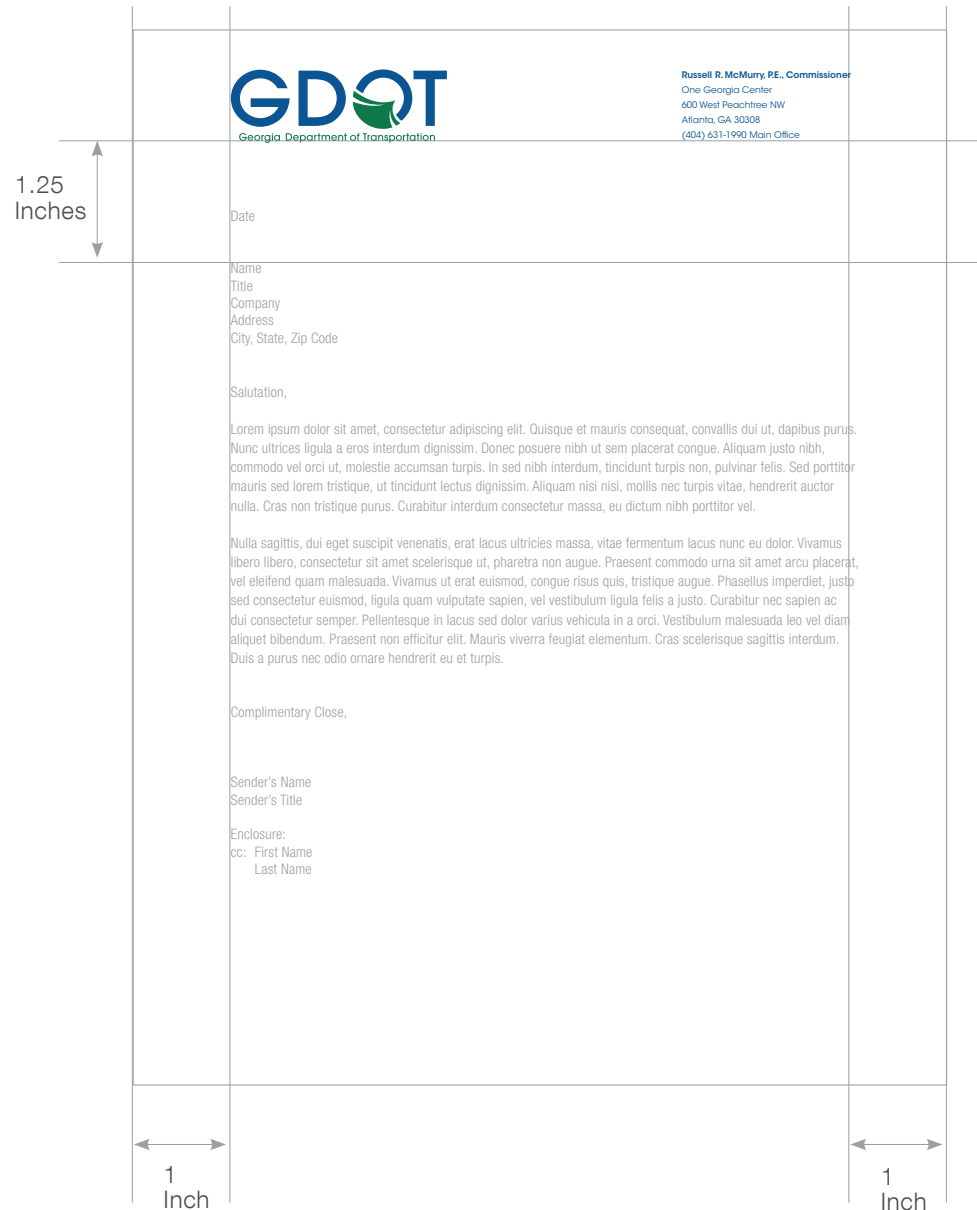 GDOT
Georgia Department of Transportation
Russell R. McMurry, P.E., Commissioner
One Georgia Center
600 West Peachtree NW
Atlanta, GA 30308
(404) 631-1990 Main Office
1.25
Inches
Date
Name
Title
Company
Address
City, State, Zip Code
Salutation,
Lorem ipsum dolor sit amet, consectetur adipiscing elit. Quisque et mauris consequat, convallis dui ut, dapibus purus.
Nunc ultrices ligula a eros interdum dignissim. Donec posuere nibh ut sem placerat congue. Aliquam justo nibh,
commodo vel orci ut, molestie accumsan turpis. In sed nibh interdum, tincidunt turpis non, pulvinar felis. Sed porttitor
mauris sed lorem tristique, ut tincidunt lectus dignissim. Aliquam nisi nisi, mollis nec turpis vitae, hendrerit auctor
nulla. Cras non tristique purus. Curabitur interdum consectetur massa, eu dictum nibh porttitor vel.
Nulla sagittis, dui eget suscipit venenatis, erat lacus ultricies massa, vitae fermentum lacus nunc eu dolor. Vivamus
libero libero, consectetur sit amet scelerisque ut, pharetra non augue. Praesent commodo urna sit amet arcu placerat,
vel eleifend quam malesuada. Vivamus ut erat euismod, congue risus quis, tristique augue. Phasellus imperdiet, justo
sed consectetur euismod, ligula quam vulputate sapien, vel vestibulum ligula felis a justo. Curabitur nec sapien ac
dui consectetur semper. Pellentesque in lacus sed dolor varius vehicula in a orci. Vestibulum malesuada leo vel diam
aliquet bibendum. Praesent non efficitur elit. Mauris viverra feugiat elementum. Cras scelerisque sagittis interdum.
Duis a purus nec odio ornare hendrerit eu et turpis.
Complimentary Close,
Sender’s Name
Sender’s Title
Enclosure:
cc: First Name
Last Name
1
Inch
1
Inch